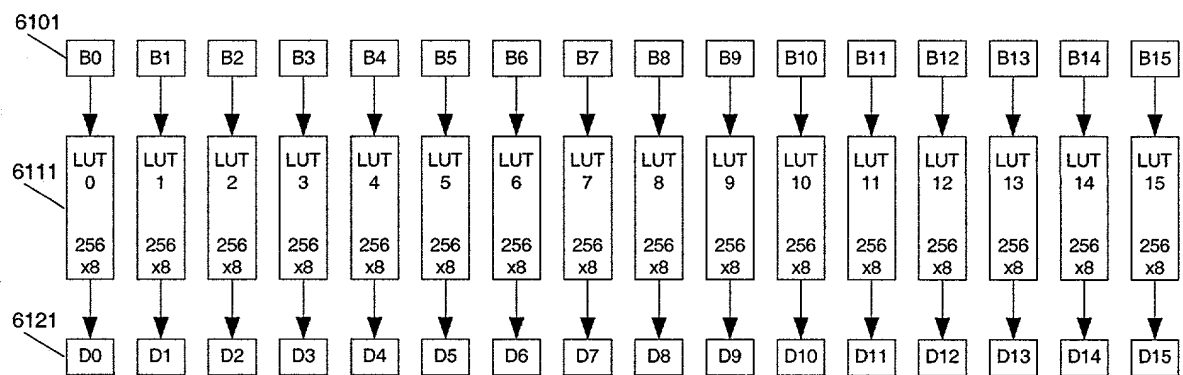 6101
B0 B1 B2 B3 B4 B5 B6 B7 B8 B9 B10 B11 B12 B13 B14 B15
6111
LUT LUT LUT LUT LUT LUT LUT LUT LUT LUT LUT LUT LUT LUT LUT LUT
0 1 2 3 4 5 6 7 8 9 10 11 12 13 14 15
256 256 256 256 256 256 256 256 256 256 256 256 256 256 256 256
x8 x8 x8 x8 x8 x8 x8 x8 x8 x8 x8 x8 x8 x8 x8 x8
6121
D0 D1 D2 D3 D4 D5 D6 D7 D8 D9 D10 D11 D12 D13 D14 D15